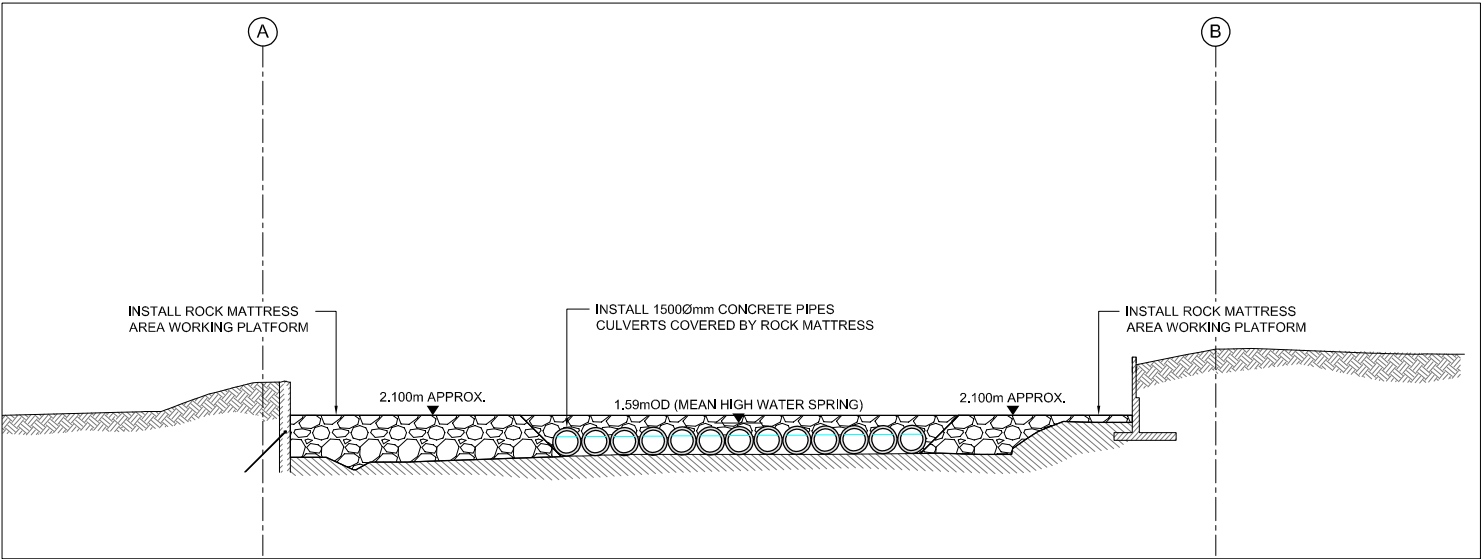 A
B
INSTALL ROCK MATTRESS
AREA WORKING PLATFORM
INSTALL 1500Ømm CONCRETE PIPES
CULVERTS COVERED BY ROCK MATTRESS
INSTALL ROCK MATTRESS
AREA WORKING PLATFORM
2.100m APPROX.
1.59mOD (MEAN HIGH WATER SPRING)
2.100m APPROX.